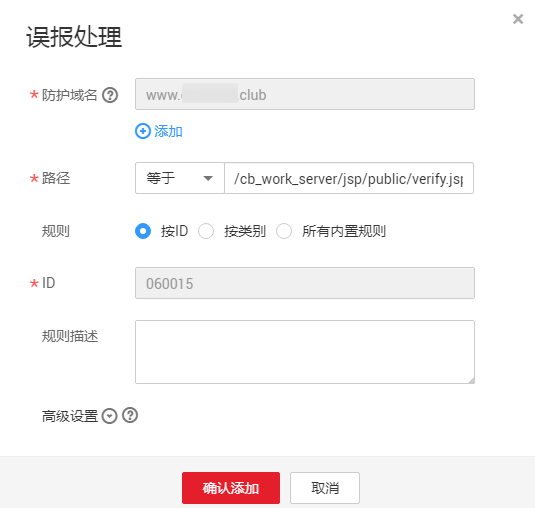 误报处理
* 防护域名 ?
www. club
添加
* 路径 等于 /cb_work_server/jsp/public/verify.jsp
规则 按ID 按类别 所有内置规则
* ID 060015
规则描述
高级设置 ?
确认添加 取消